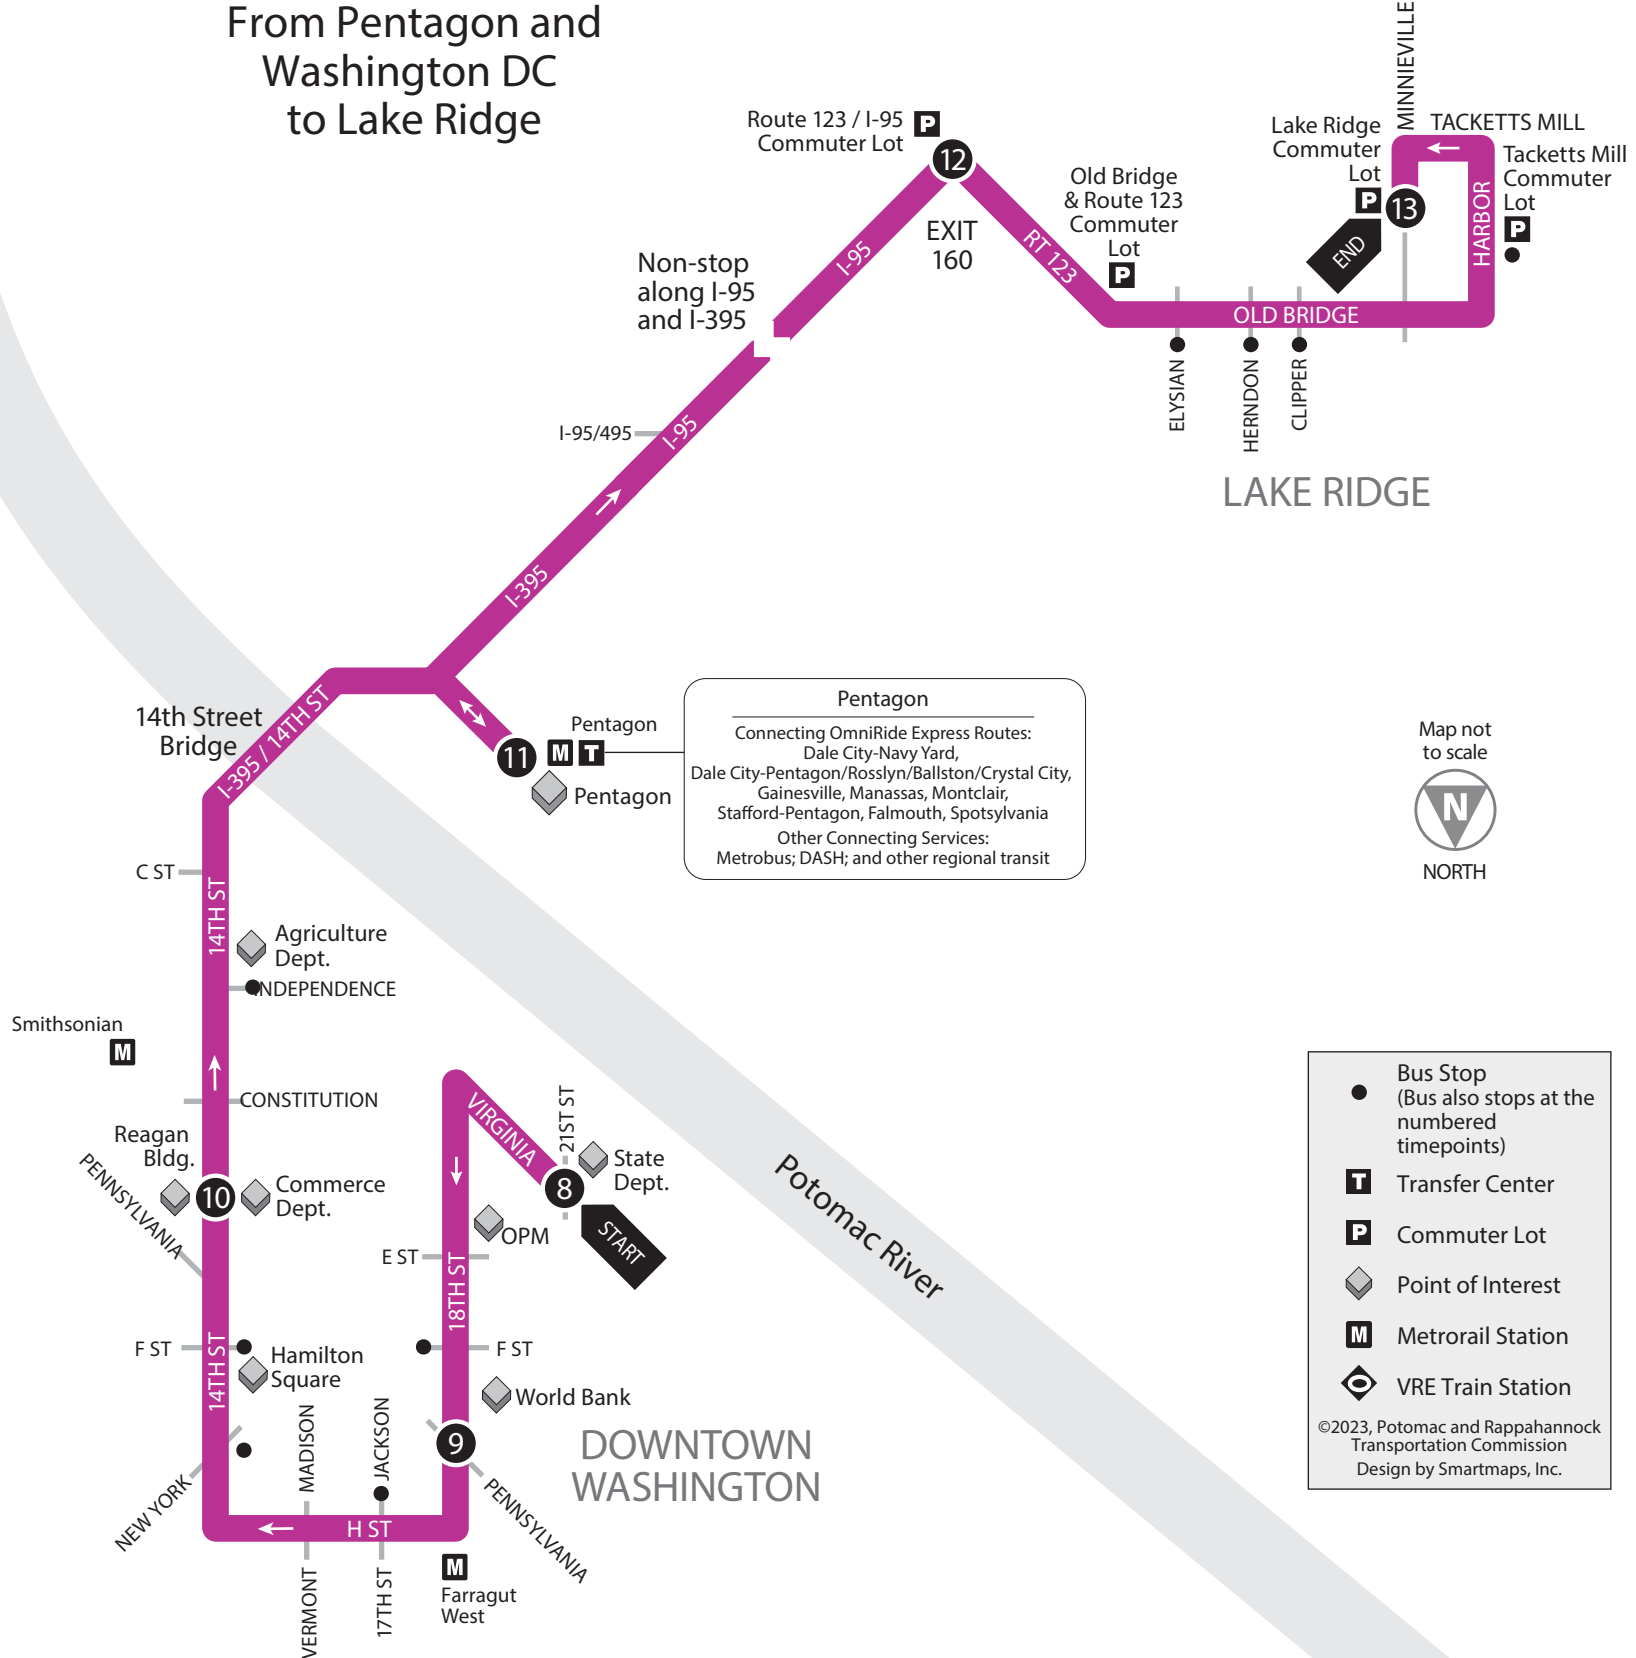 From Pentagon and
Washington DC
to Lake Ridge
Route 123 / I-95
Commuter Lot
P
12
EXIT
160
Non-stop
along I-95
and I-395
I-95
RT 123
Old Bridge
& Route 123
Commuter
Lot
P
Lake Ridge
Commuter
Lot
P
13
END
MINNIEVILLE
TACKETTS MILL
Tacketts Mill
Commuter
Lot
P
HARBOR
OLD BRIDGE
ELYSIAN
HERNDON
CLIPPER
LAKE RIDGE
I-95/495
I-95
I-395
14th Street
Bridge
I-395 / 14TH ST
11
M
T
Pentagon
Pentagon
Pentagon
Connecting OmniRide Express Routes:
Dale City-Navy Yard,
Dale City-Pentagon/Rosslyn/Ballston/Crystal City,
Gainesville, Manassas, Montclair,
Stafford-Pentagon, Falmouth, Spotsylvania
Other Connecting Services:
Metrobus; DASH; and other regional transit
Map not
to scale
N
NORTH
C ST
14TH ST
Agriculture
Dept.
INDEPENDENCE
Smithsonian
M
CONSTITUTION
Reagan
Bldg.
10
Commerce
Dept.
PENNSYLVANIA
F ST
14TH ST
Hamilton
Square
NEW YORK
MADISON
VERMONT
JACKSON
17TH ST
H ST
M
Farragut
West
9
PENNSYLVANIA
World Bank
F ST
E ST
18TH ST
OPM
VIRGINIA
21ST ST
8
State
Dept.
START
DOWNTOWN
WASHINGTON
Potomac River
Bus Stop
(Bus also stops at the
numbered
timepoints)
T
Transfer Center
P
Commuter Lot
Point of Interest
M
Metrorail Station
VRE Train Station
©2023, Potomac and Rappahannock
Transportation Commission
Design by Smartmaps, Inc.